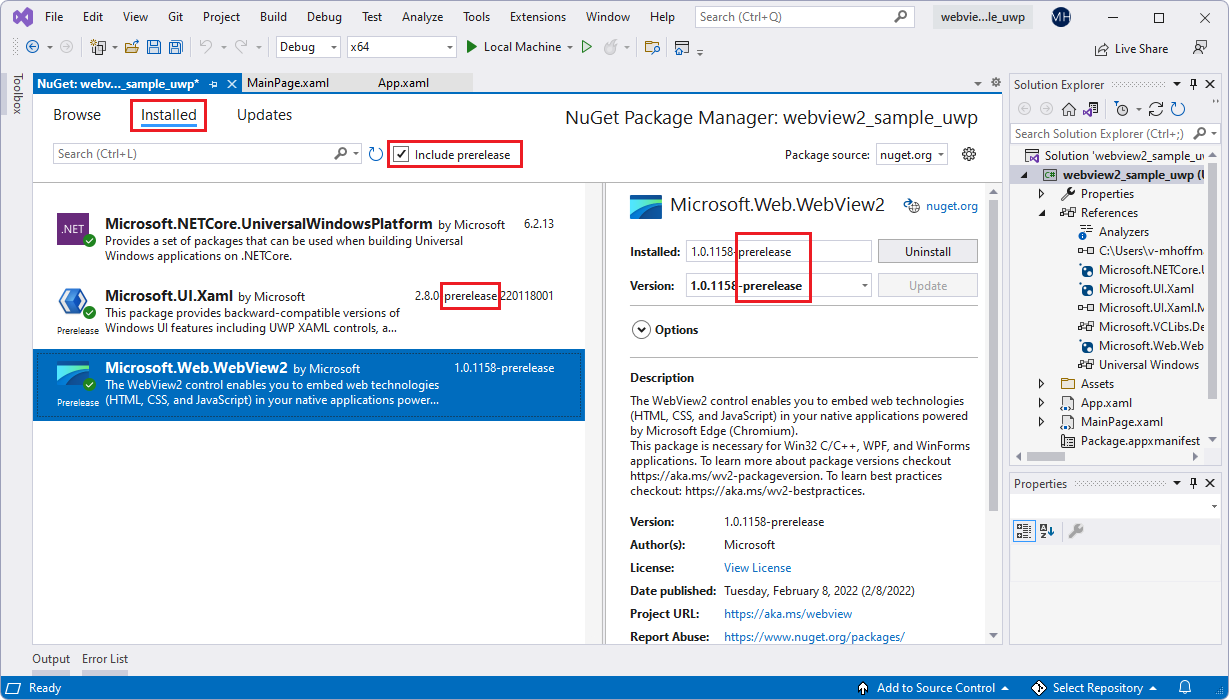 File Edit View Git Project Build Debug Test Analyze Tools Extensions Window Help Search (Ctrl+Q) webvie...le_uwp MH
Debug x64 Local Machine Live Share
Toolbox
NuGet: webv..._sample_uwp* MainPage.xaml App.xaml
Browse Installed Updates
NuGet Package Manager: webview2_sample_uwp
Search (Ctrl+L) Include prerelease Package source: nuget.org
.NET
Microsoft.NETCore.UniversalWindowsPlatform by Microsoft 6.2.13
Provides a set of packages that can be used when building Universal
Windows applications on .NETCore.
Microsoft.UI.Xaml by Microsoft 2.8.0-prerelease.220118001
This package provides backward-compatible versions of
Windows UI features including UWP XAML controls, a...
Prerelease
Microsoft.Web.WebView2 by Microsoft 1.0.1158-prerelease
The WebView2 control enables you to embed web technologies
(HTML, CSS, and JavaScript) in your native applications power...
Prerelease
Microsoft.Web.WebView2 nuget.org
Installed: 1.0.1158-prerelease Uninstall
Version: 1.0.1158-prerelease Update
Options
Description
The WebView2 control enables you to embed web technologies
(HTML, CSS, and JavaScript) in your native applications powered
by Microsoft Edge (Chromium).
This package is necessary for Win32 C/C++, WPF, and WinForms
applications. To learn more about package versions checkout
https://aka.ms/wv2-packageversion. To learn best practices
checkout: https://aka.ms/wv2-bestpractices.
Version: 1.0.1158-prerelease
Author(s): Microsoft
License: View License
Date published: Tuesday, February 8, 2022 (2/8/2022)
Project URL: https://aka.ms/webview
Report Abuse: https://www.nuget.org/packages/
Solution Explorer
Search Solution Explorer (Ctrl+;)
Solution 'webview2_sample_u
C# webview2_sample_uwp (
Properties
References
Analyzers
C:\Users\v-mhoffm
Microsoft.NETCore.
Microsoft.UI.Xaml
Microsoft.UI.Xaml.M
Microsoft.VCLibs.De
Microsoft.Web.Web
Universal Windows
Assets
App.xaml
MainPage.xaml
Package.appxmanifest
Properties
Output Error List
Ready Add to Source Control Select Repository